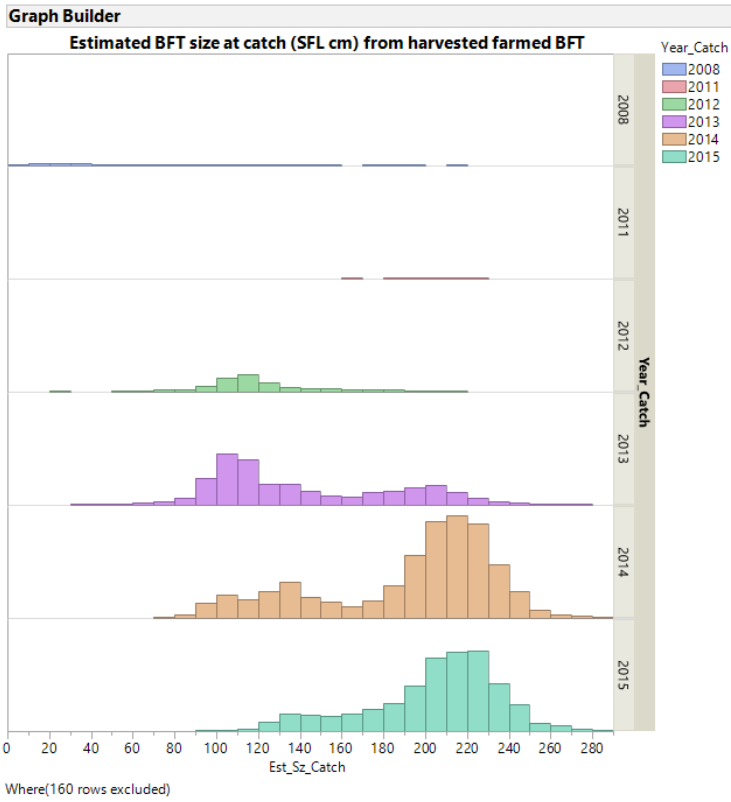 Graph Builder
Estimated BFT size at catch (SFL cm) from harvested farmed BFT
Year_Catch
2008
2011
2012
2013
2014
2015
2008
2011
2012
2013
2014
2015
Year_Catch
0 20 40 60 80 100 120 140 160 180 200 220 240 260 280
Est_Sz_Catch
Where(160 rows excluded)